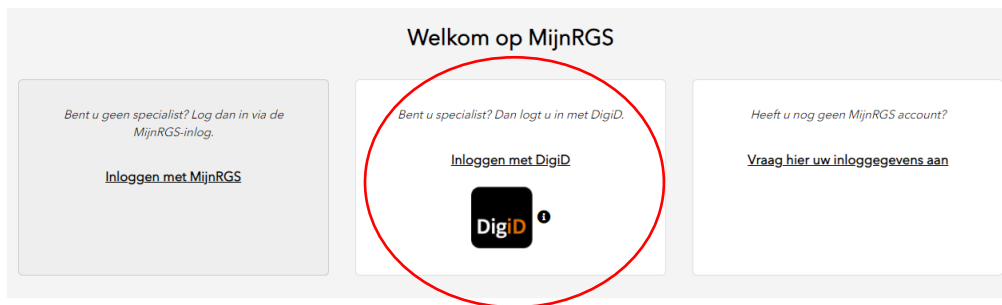 Welkom op MijnRGS
Bent u geen specialist? Log dan in via de
MijnRGS-inlog.
Inloggen met MijnRGS
Bent u specialist? Dan logt u in met DigiD.
Inloggen met DigiD
DigiD
Heeft u nog geen MijnRGS account?
Vraag hier uw inloggegevens aan